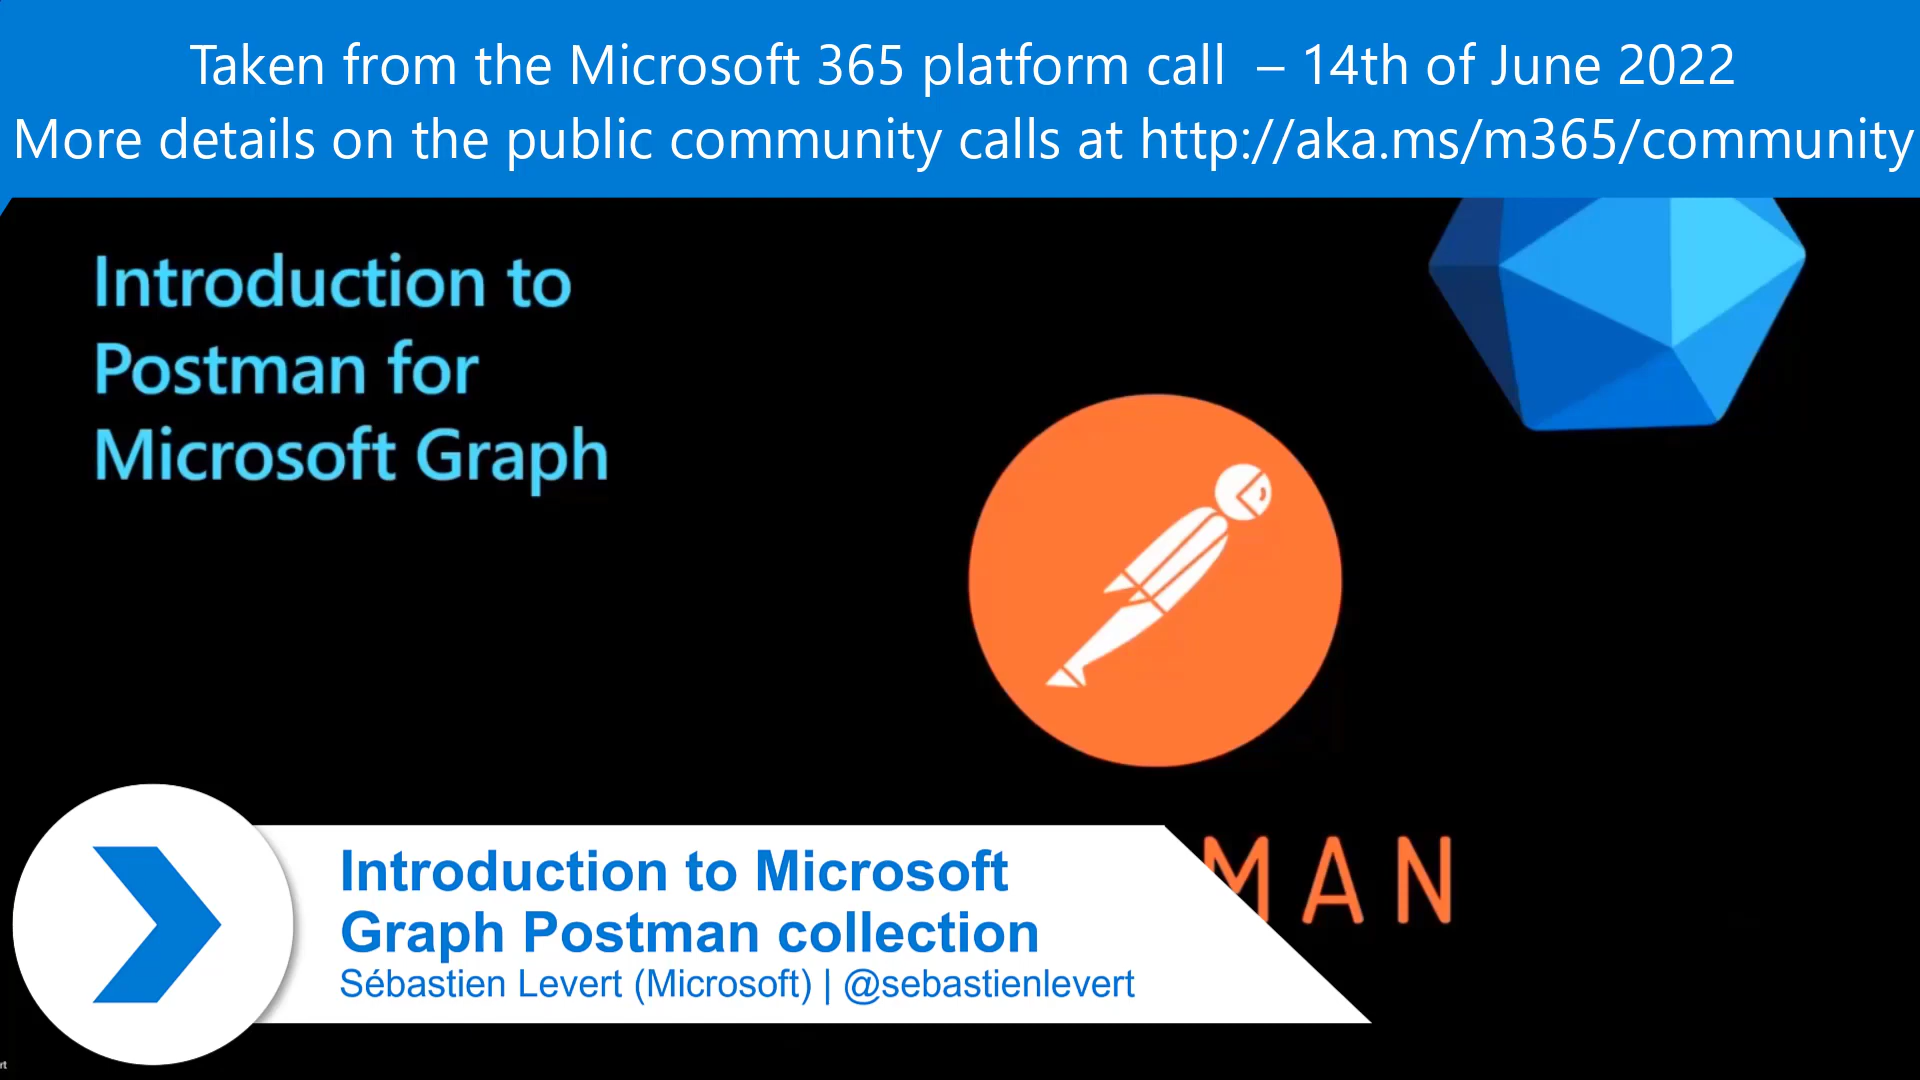 Taken from the Microsoft 365 platform call – 14th of June 2022
More details on the public community calls at http://aka.ms/m365/community
Introduction to
Postman for
Microsoft Graph
MAN
Introduction to Microsoft
Graph Postman collection
Sébastien Levert (Microsoft) | @sebastienlevert
rt